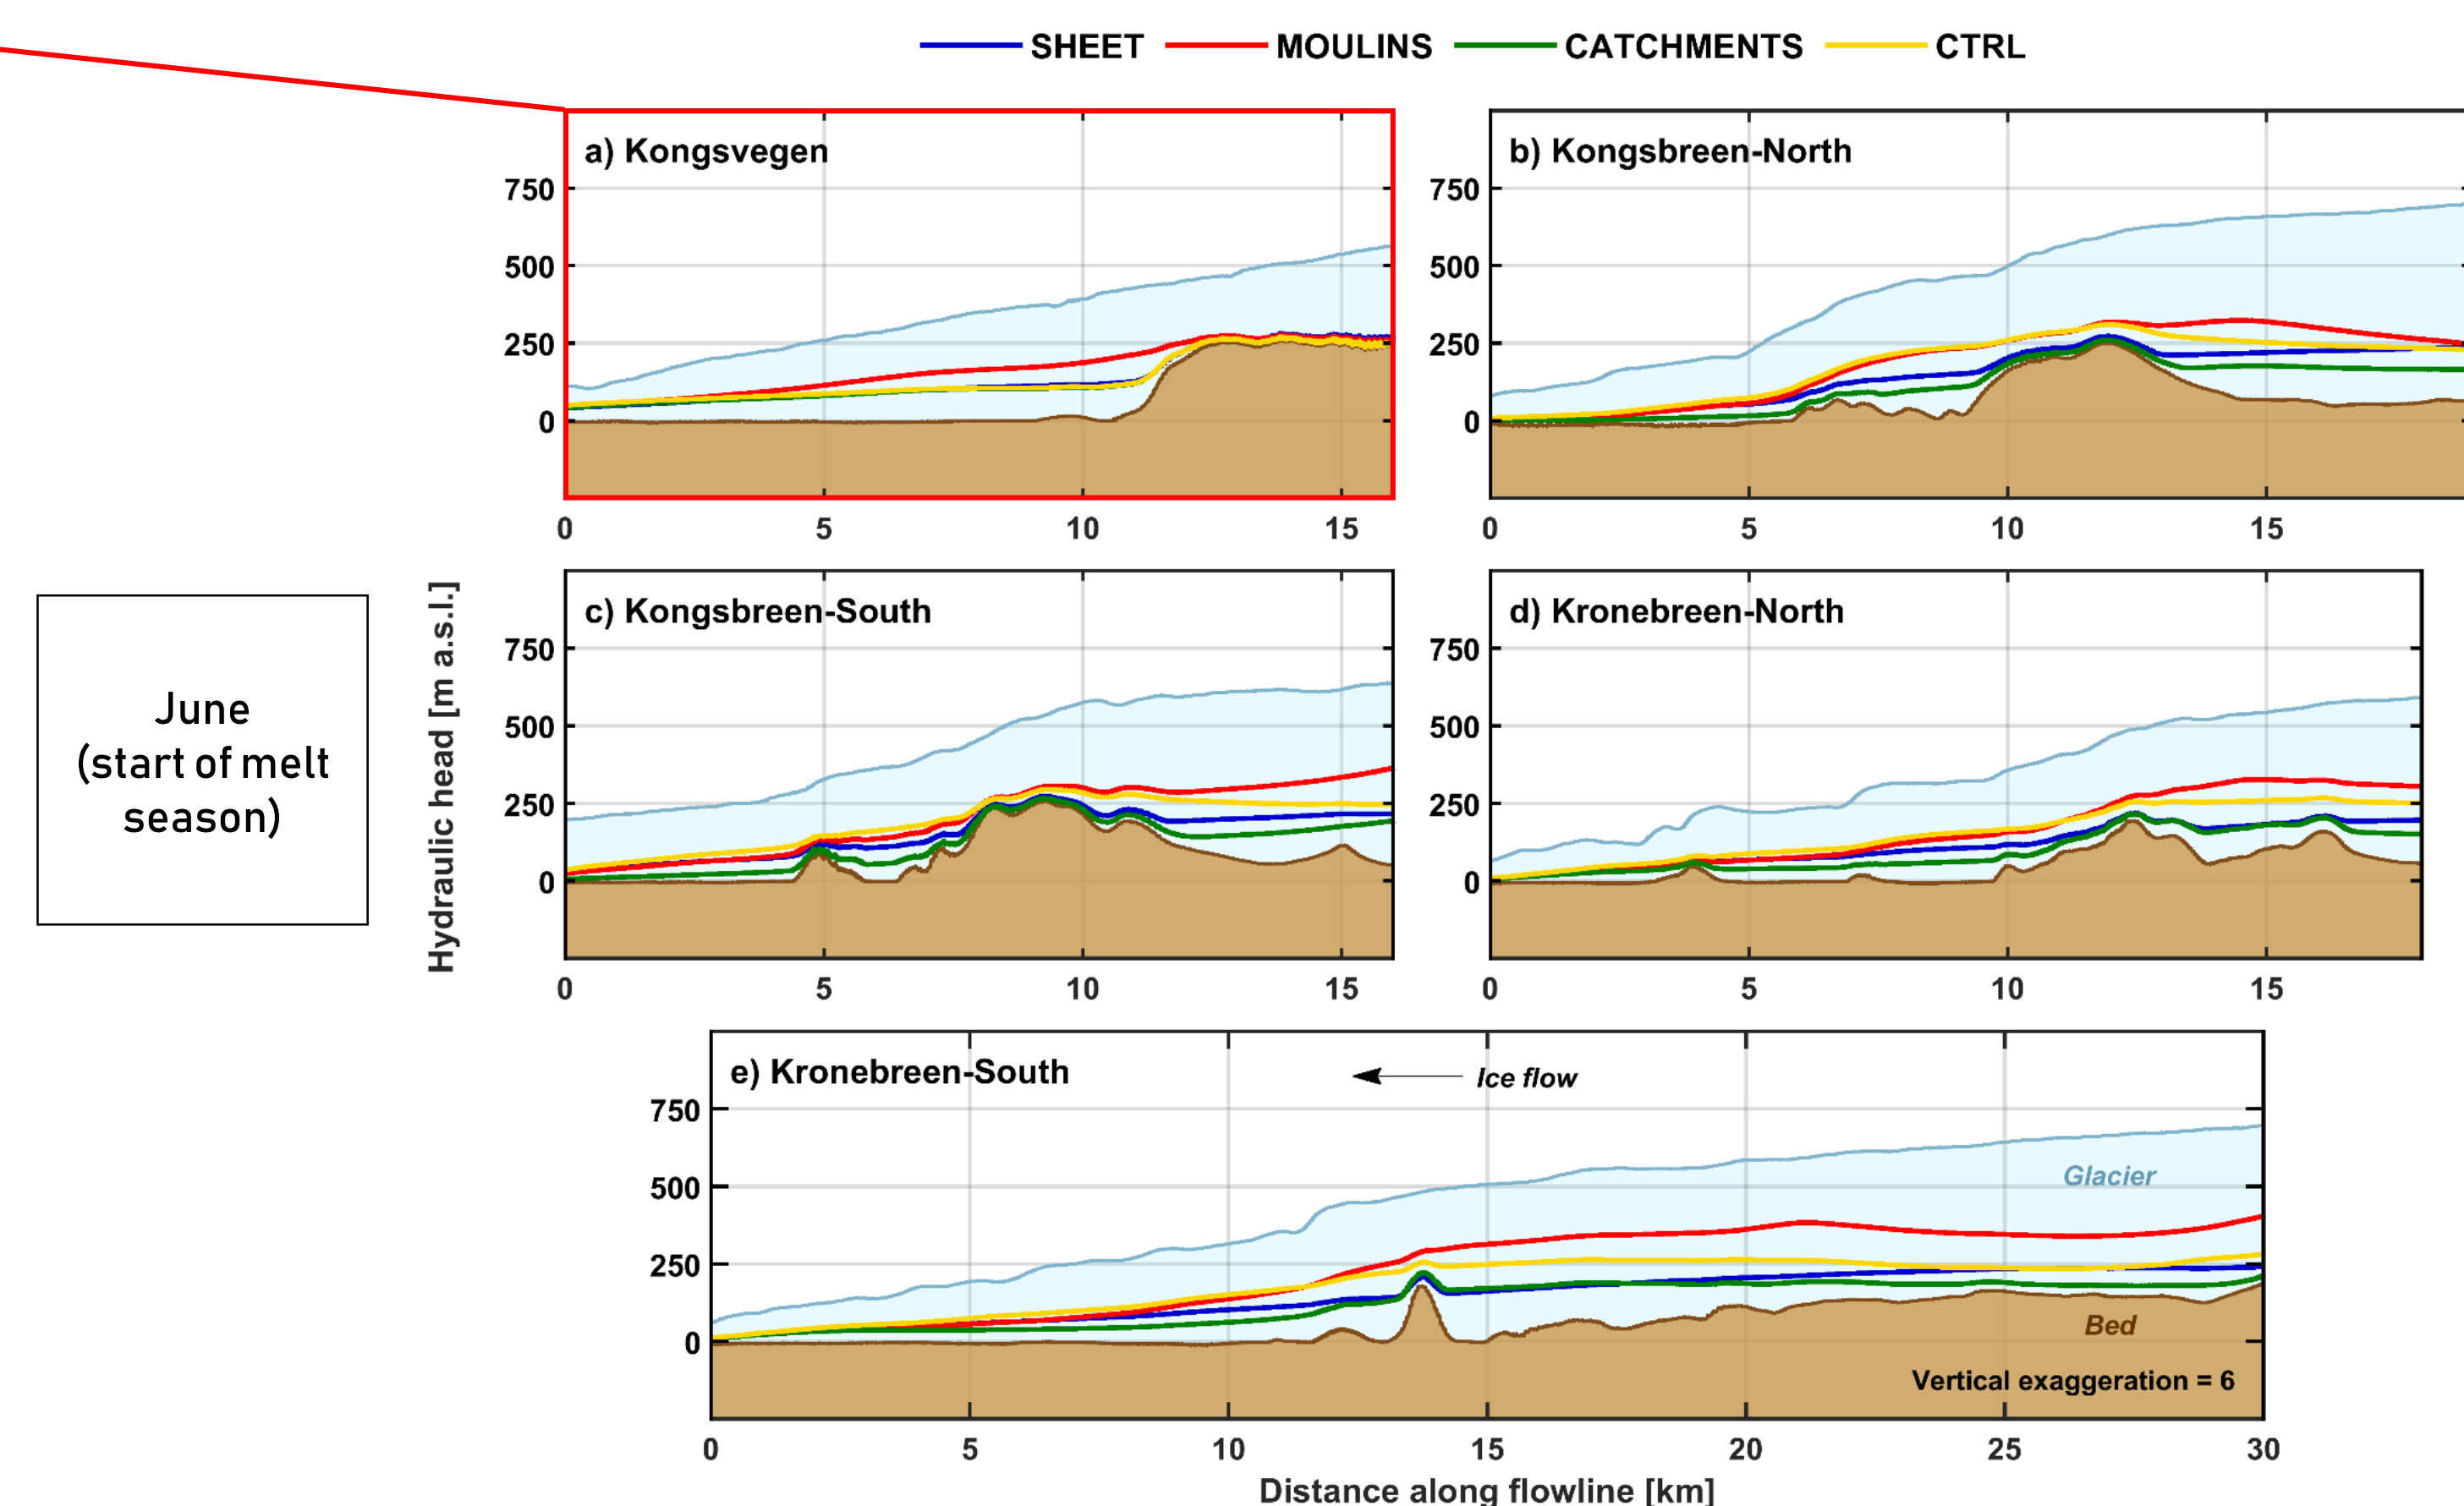 SHEET MOULINS CATCHMENTS CTRL
a) Kongsvegen
750
500
250
0
0 5 10 15
b) Kongsbreen-North
750
500
250
0
0 5 10 15
June
(start of melt
season)
Hydraulic head [m a.s.l.]
c) Kongsbreen-South
750
500
250
0
0 5 10 15
d) Kronebreen-North
750
500
250
0
0 5 10 15
e) Kronebreen-South
Ice flow
750
500
250
0
Glacier
Bed
Vertical exaggeration = 6
0 5 10 15 20 25 30
Distance along flowline [km]